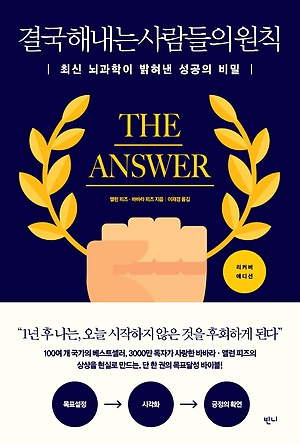 결국 해내는 사람들의 원칙
| 최신 뇌과학이 밝혀낸 성공의 비밀 |
THE
ANSWER
앨런 피즈 · 바바라 피즈 지음 | 이재경 옮김
리커버
에디션
“1년 후 나는, 오늘 시작하지 않은 것을 후회하게 된다”
100여 개 국가의 베스트셀러, 3000만 독자가 사랑한 바바라 · 앨런 피즈의
상상을 현실로 만드는, 단 한 권의 목표달성 바이블!
목표설정 → 시각화 → 긍정의 확언
반니